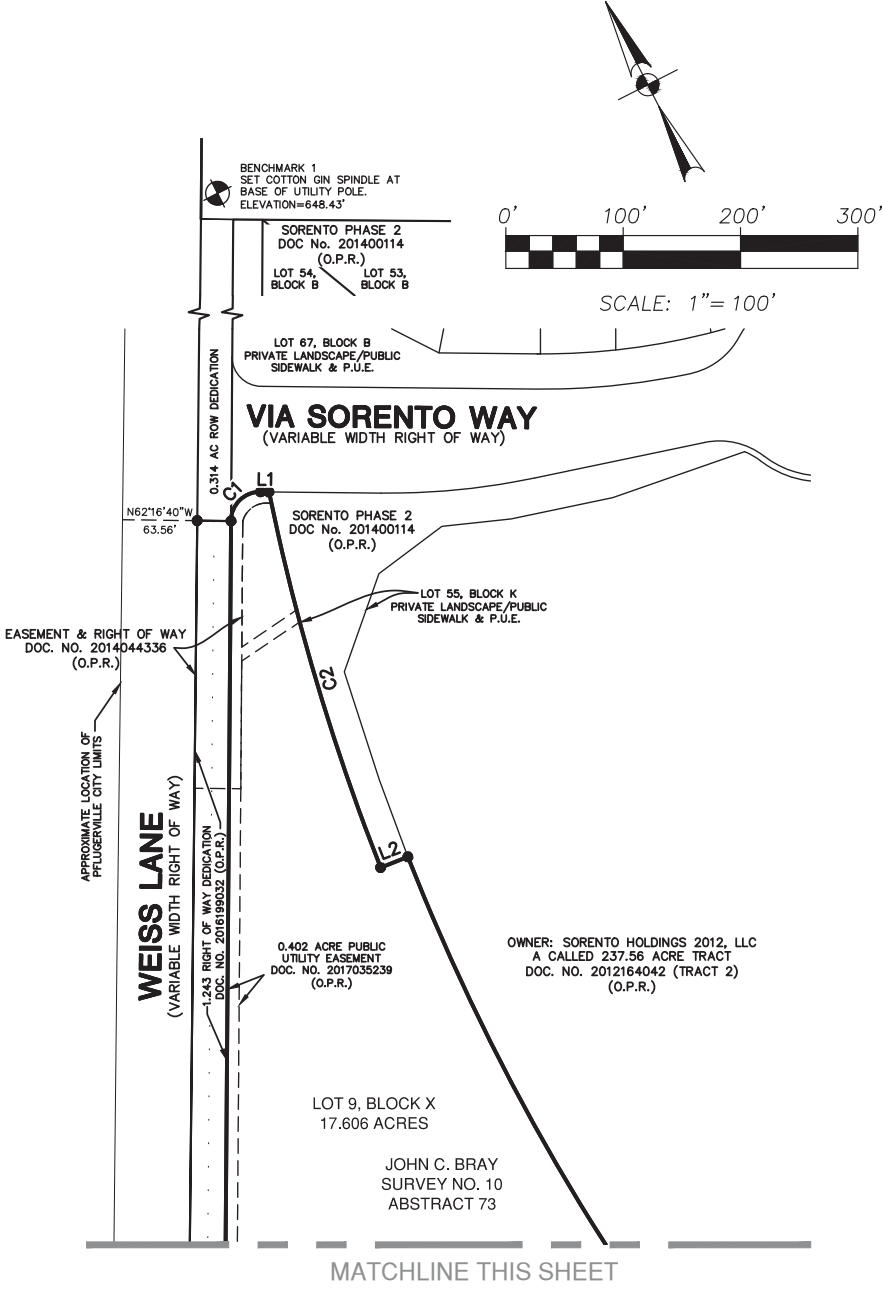 BENCHMARK 1
SET COTTON GIN SPINDLE AT
BASE OF UTILITY POLE.
ELEVATION=648.43'
0' 100' 200' 300'
SCALE: 1"= 100'
SORENTO PHASE 2
DOC No. 201400114
(O.P.R.)
LOT 54,
BLOCK B
LOT 53,
BLOCK B
LOT 67, BLOCK B
PRIVATE LANDSCAPE/PUBLIC
SIDEWALK & P.U.E.
0.314 AC ROW DEDICATION
VIA SORENTO WAY
(VARIABLE WIDTH RIGHT OF WAY)
C1
L1
N62°16'40"W
63.56'
SORENTO PHASE 2
DOC No. 201400114
(O.P.R.)
LOT 55, BLOCK K
PRIVATE LANDSCAPE/PUBLIC
SIDEWALK & P.U.E.
EASEMENT & RIGHT OF WAY
DOC. NO. 2014044336
(O.P.R.)
C2
APPROXIMATE LOCATION OF
PFLUGERVILLE CITY LIMITS
WEISS LANE
(VARIABLE WIDTH RIGHT OF WAY)
1.243 RIGHT OF WAY DEDICATION
DOC. NO. 2016199032 (O.P.R.)
L2
0.402 ACRE PUBLIC
UTILITY EASEMENT
DOC. NO. 2017035239
(O.P.R.)
OWNER: SORENTO HOLDINGS 2012, LLC
A CALLED 237.56 ACRE TRACT
DOC. NO. 2012164042 (TRACT 2)
(O.P.R.)
LOT 9, BLOCK X
17.606 ACRES
JOHN C. BRAY
SURVEY NO. 10
ABSTRACT 73
MATCHLINE THIS SHEET